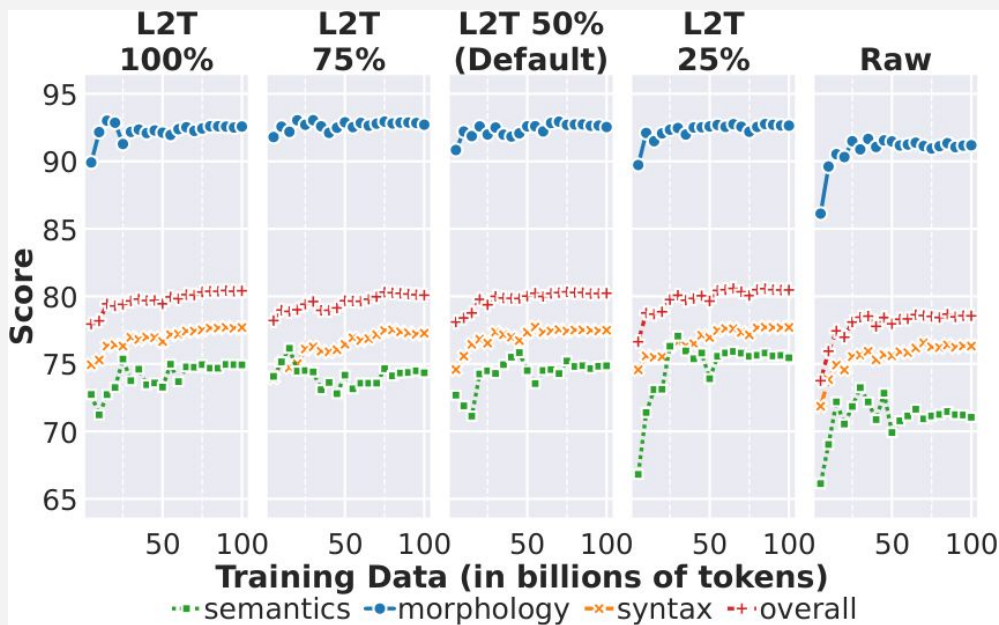 L2T 100%
L2T 75%
L2T 50% (Default)
L2T 25%
Raw
Score
95
90
85
80
75
70
65
50 100
50 100
50 100
50 100
50 100
Training Data (in billions of tokens)
semantics morphology syntax overall